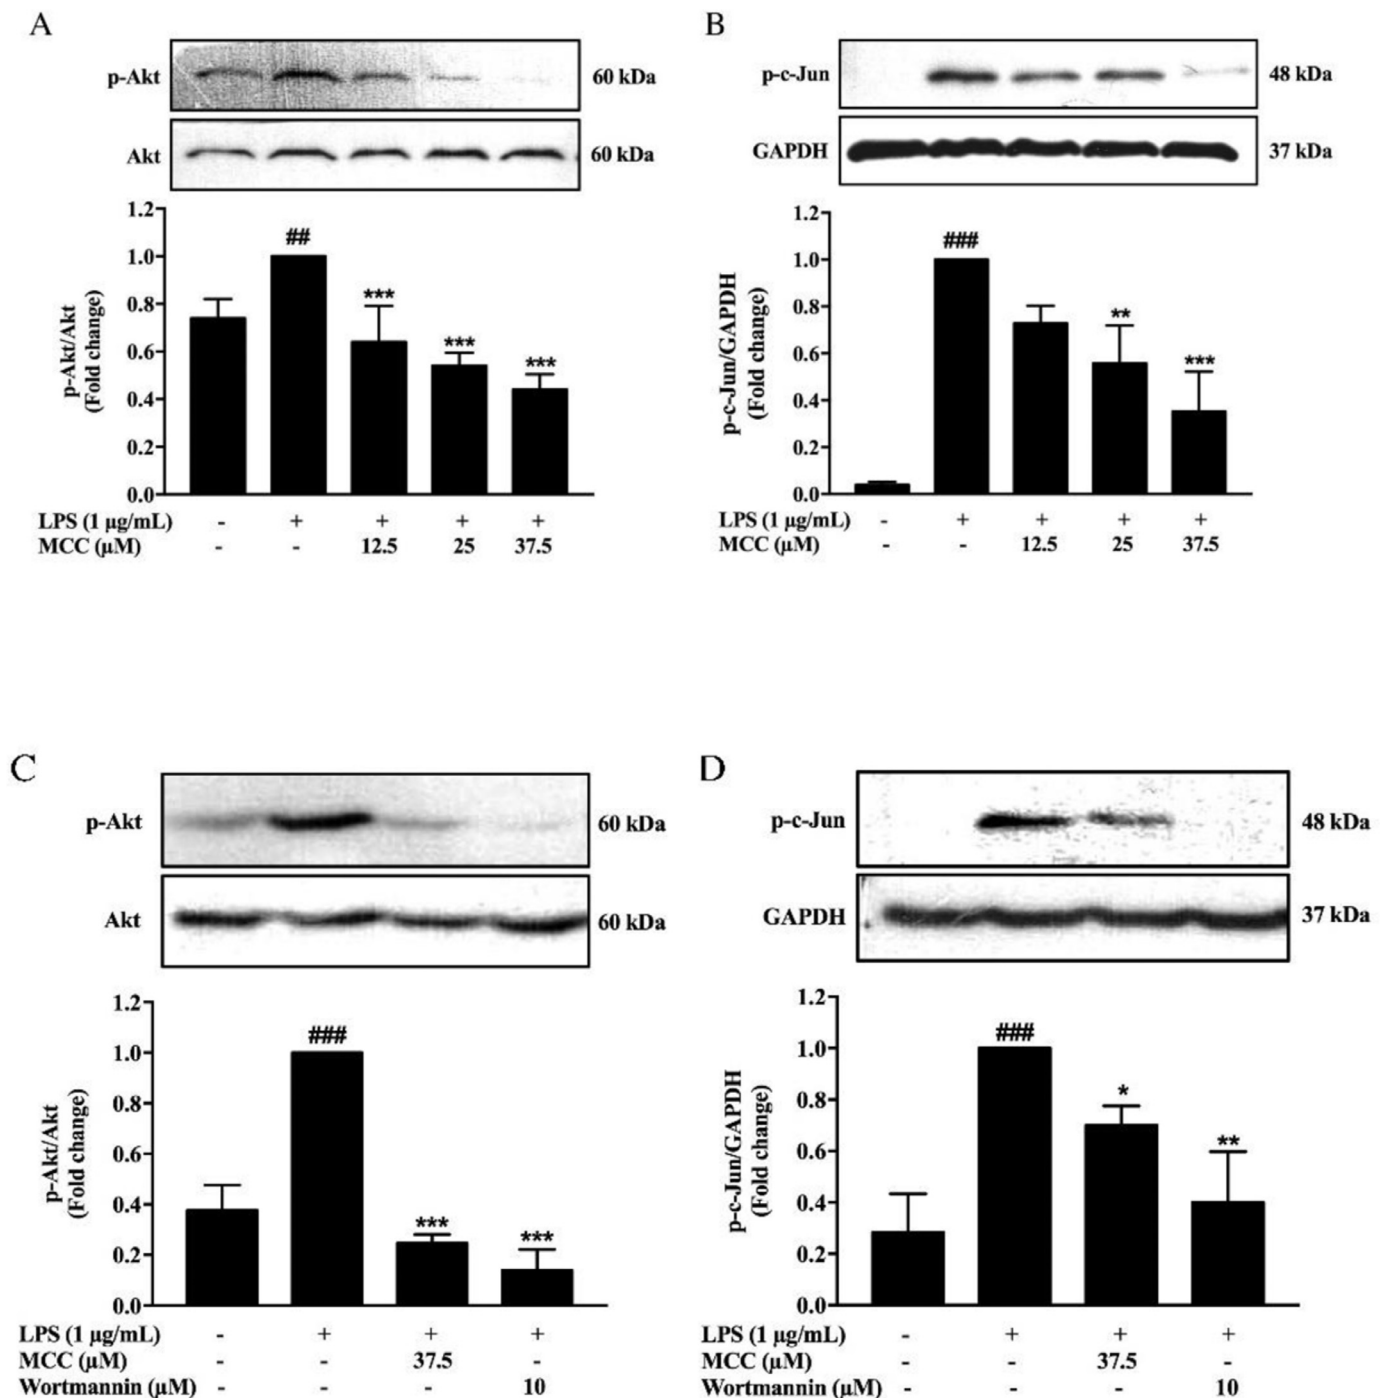 A
p-Akt
60 kDa
Akt
60 kDa
1.2
1.0
0.8
0.6
0.4
0.2
0.0
p-Akt/Akt
(Fold change)
##
***
***
***
LPS (1 µg/mL) - + + + +
MCC (µM) - - 12.5 25 37.5
B
p-c-Jun
48 kDa
GAPDH
37 kDa
1.2
1.0
0.8
0.6
0.4
0.2
0.0
p-c-Jun/GAPDH
(Fold change)
###
**
***
LPS (1 µg/mL) - + + + +
MCC (µM) - - 12.5 25 37.5
C
p-Akt
60 kDa
Akt
60 kDa
1.2
1.0
0.8
0.6
0.4
0.2
0.0
p-Akt/Akt
(Fold change)
###
***
***
LPS (1 µg/mL) - + + +
MCC (µM) - - 37.5 -
Wortmannin (µM) - - - 10
D
p-c-Jun
48 kDa
GAPDH
37 kDa
1.2
1.0
0.8
0.6
0.4
0.2
0.0
p-c-Jun/GAPDH
(Fold change)
###
*
**
LPS (1 µg/mL) - + + +
MCC (µM) - - 37.5 -
Wortmannin (µM) - - - 10